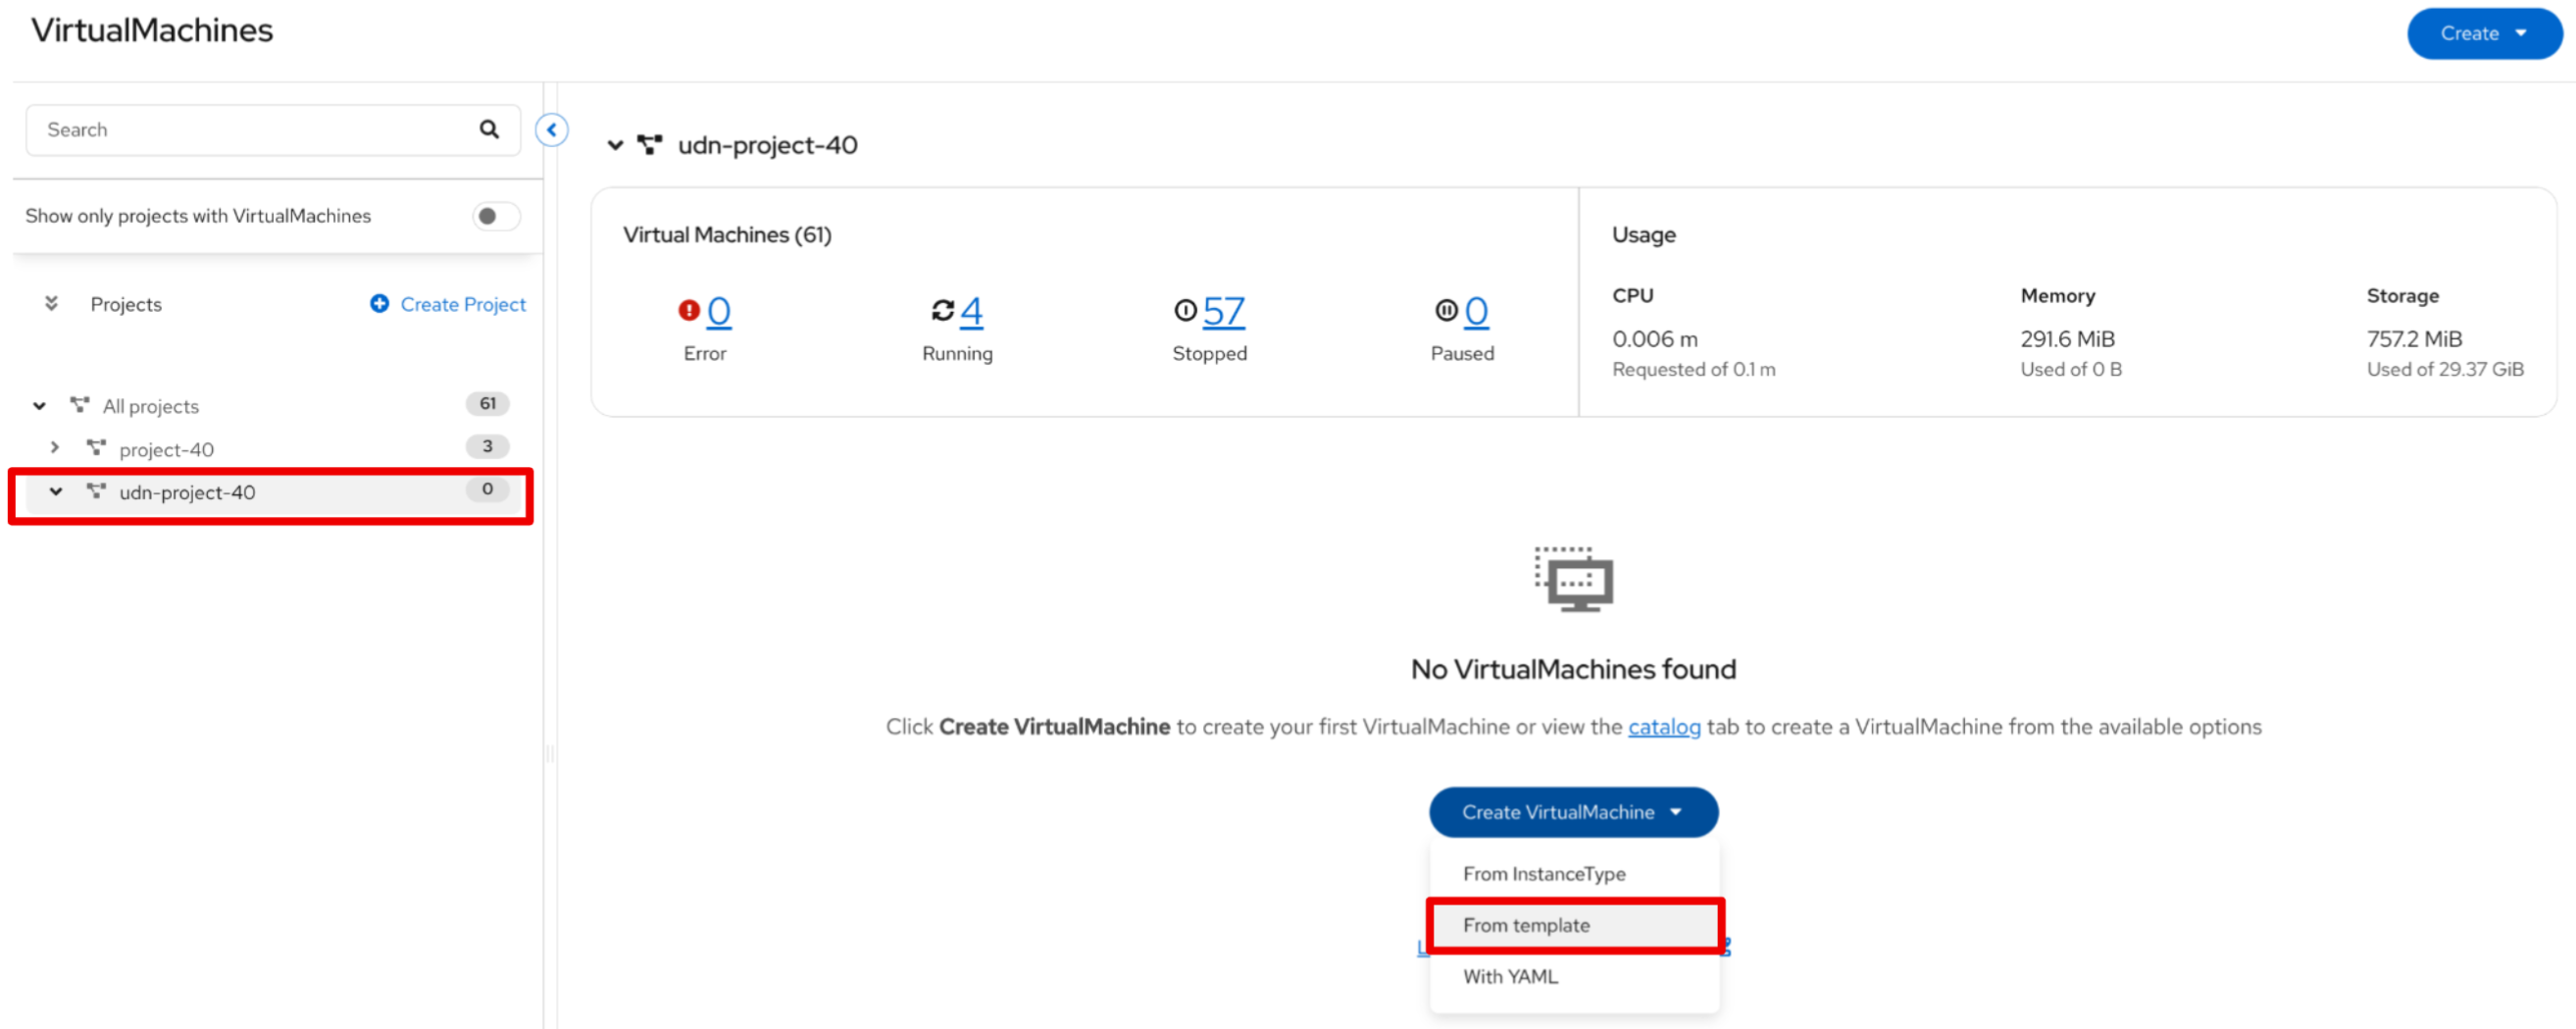 VirtualMachines
Create
Search
Show only projects with VirtualMachines
Projects
Create Project
All projects 61
project-40 3
udn-project-40 0
udn-project-40
Virtual Machines (61)
0 4 57 0
Error Running Stopped Paused
Usage
CPU Memory Storage
0.006 m 291.6 MiB 757.2 MiB
Requested of 0.1 m Used of 0 B Used of 29.37 GiB
No VirtualMachines found
Click Create VirtualMachine to create your first VirtualMachine or view the catalog tab to create a VirtualMachine from the available options
Create VirtualMachine
From InstanceType
From template
With YAML